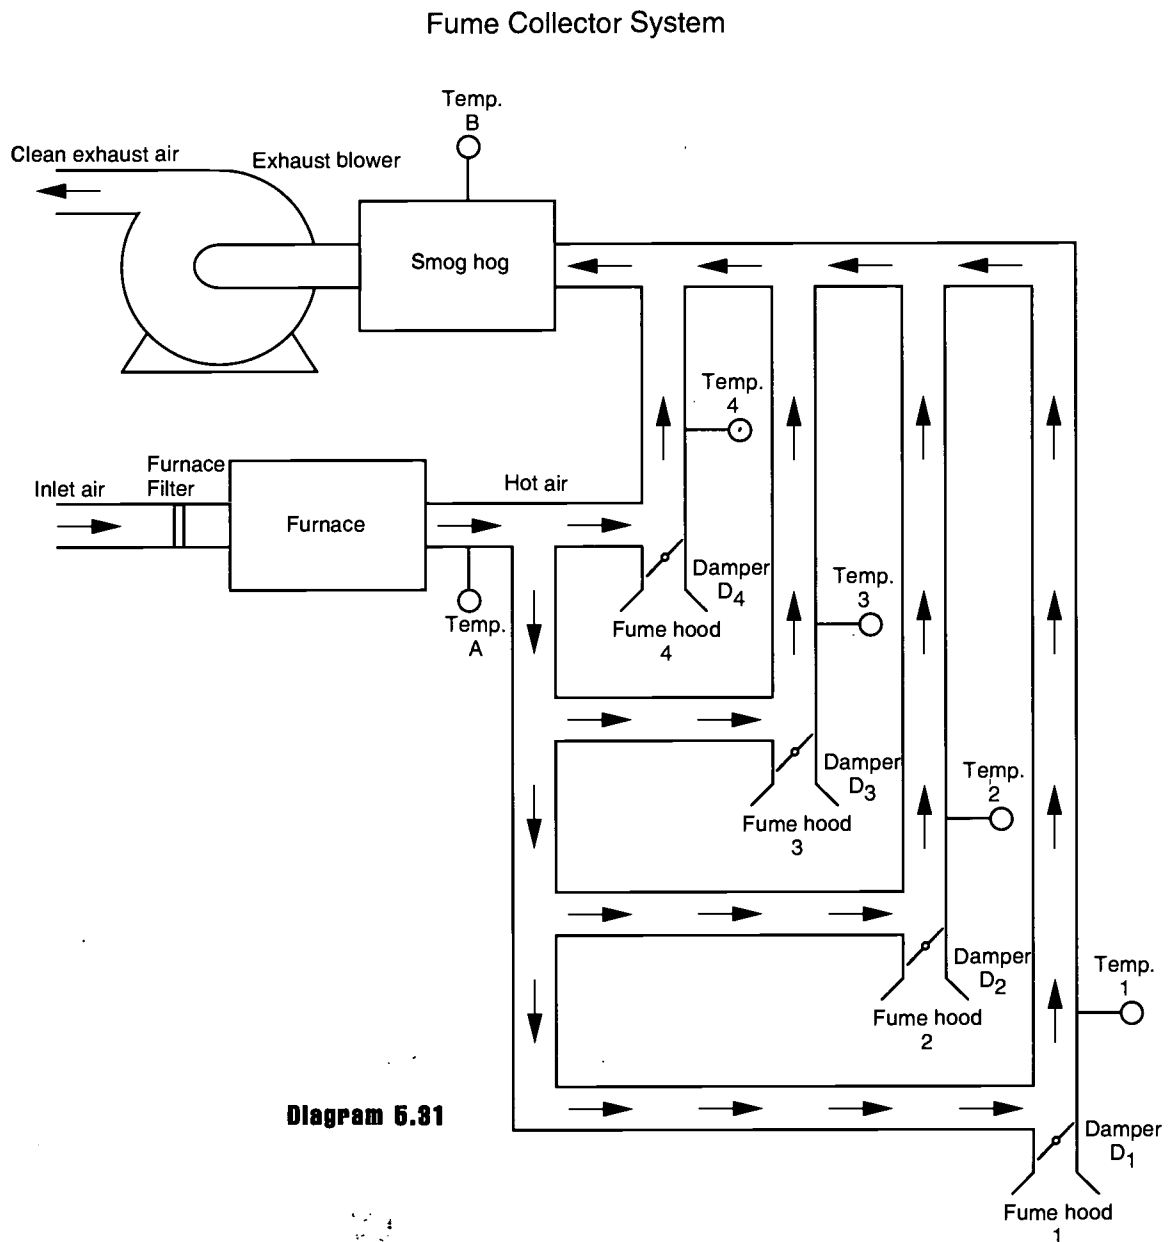 Fume Collector System
Temp.
B
Clean exhaust air
Exhaust blower
Smog hog
Temp.
4
Furnace
Filter
Inlet air
Hot air
Furnace
Temp.
A
Damper
D4
Fume hood
4
Temp.
3
Damper
D3
Fume hood
3
Temp.
2
Damper
D2
Fume hood
2
Temp.
1
Diagram 5.31
Damper
D1
Fume hood
1